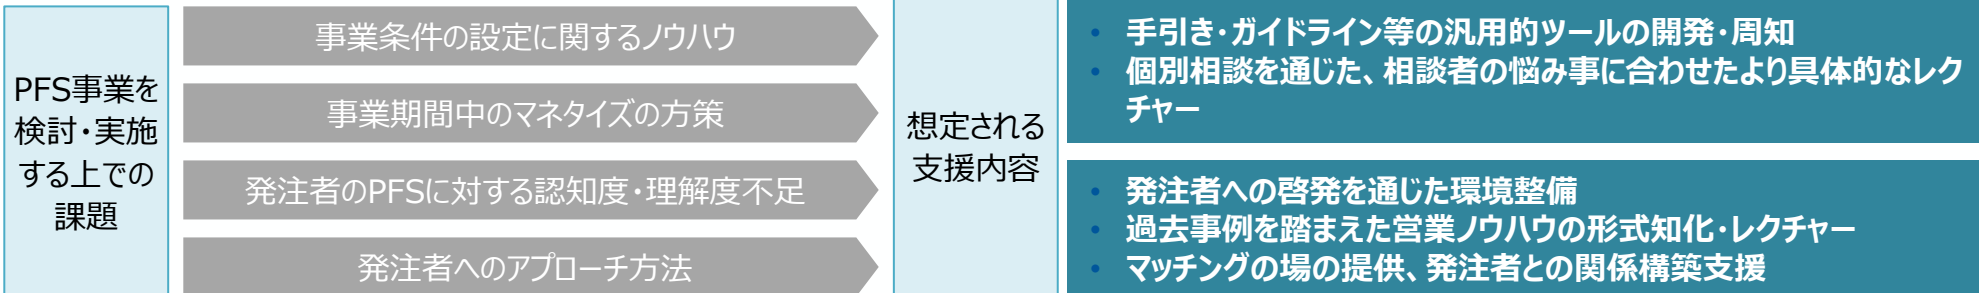 PFS事業を
検討・実施
する上での
課題
事業条件の設定に関するノウハウ
事業期間中のマネタイズの方策
発注者のPFSに対する認知度・理解度不足
発注者へのアプローチ方法
想定される
支援内容
• 手引き・ガイドライン等の汎用的ツールの開発・周知
• 個別相談を通じた、相談者の悩み事に合わせたより具体的なレク
チャー
• 発注者への啓発を通じた環境整備
• 過去事例を踏まえた営業ノウハウの形式知化・レクチャー
• マッチングの場の提供、発注者との関係構築支援